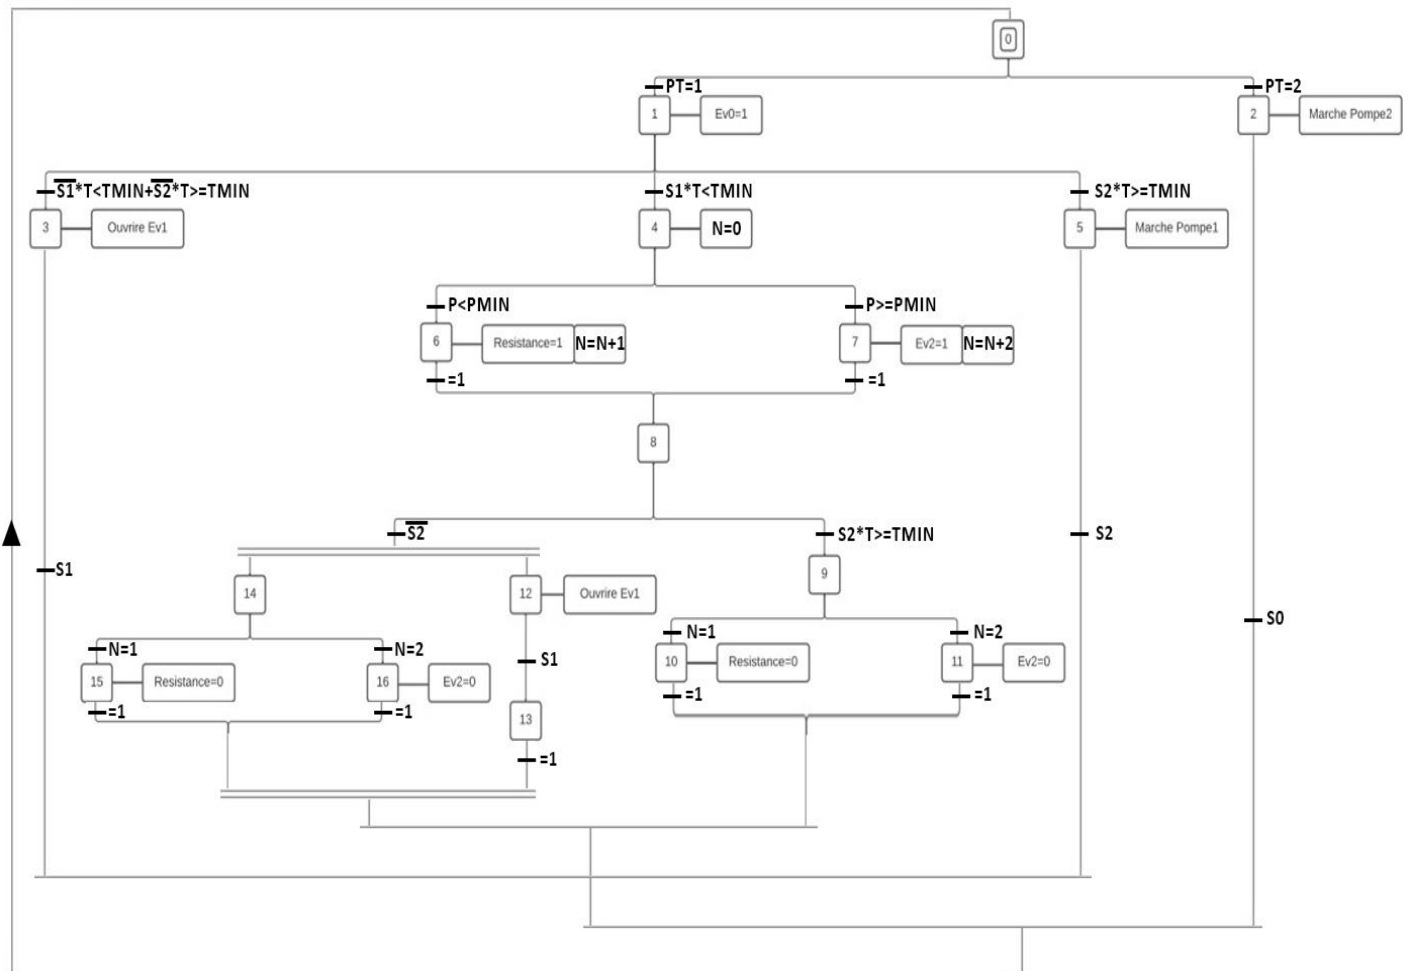 0
PT=1
PT=2
1
Ev0=1
2
Marche Pompe2
S̅1̅*T<TMIN+S̅2̅*T>=TMIN
S1*T<TMIN
S2*T>=TMIN
3
Ouvrire Ev1
4
N=0
5
Marche Pompe1
P<PMIN
P>=PMIN
6
Resistance=1
N=N+1
7
Ev2=1
N=N+2
=1
=1
8
S̅2̅
S2*T>=TMIN
S2
S1
9
14
12
Ouvrire Ev1
S0
N=1
N=2
S1
N=1
N=2
15
Resistance=0
16
Ev2=0
10
Resistance=0
11
Ev2=0
=1
=1
=1
=1
13
=1